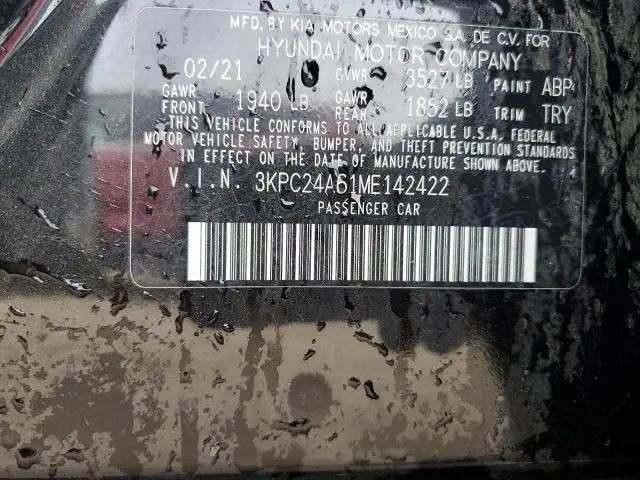 MFD. BY KIA MOTORS MEXICO S.A. DE C.V. FOR
HYUNDAI MOTOR COMPANY
02/21 GVWR 3527 LB PAINT ABP
GAWR FRONT 1940 LB GAWR REAR 1852 LB TRIM TRY
THIS VEHICLE CONFORMS TO ALL APPLICABLE U.S.A. FEDERAL
MOTOR VEHICLE SAFETY, BUMPER, AND THEFT PREVENTION STANDARDS
IN EFFECT ON THE DATE OF MANUFACTURE SHOWN ABOVE.
V.I.N. 3KPC24A61ME142422
PASSENGER CAR